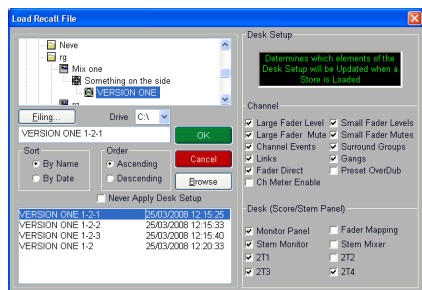 Load Recall File
Neve
rg
Mix one
Something on the side
VERSION ONE
Filing...
Drive
C:\
VERSION ONE 1-2-1
OK
Sort
By Name
By Date
Order
Ascending
Descending
Cancel
Browse
Never Apply Desk Setup
VERSION ONE 1-2-1 25/03/2008 12:15:25
VERSION ONE 1-2-2 25/03/2008 12:15:33
VERSION ONE 1-2-3 25/03/2008 12:15:40
VERSION ONE 1-2 25/03/2008 12:20:33
Desk Setup
Determines which elements of the
Desk Setup will be Updated when a
Store is Loaded
Channel
Large Fader Level Small Fader Levels
Large Fader Mute Small Fader Mutes
Channel Events Surround Groups
Links Gangs
Fader Direct Preset OverDub
Ch Meter Enable
Desk (Score/Stem Panel)
Monitor Panel Fader Mapping
Stem Monitor Stem Mixer
2T1 2T2
2T3 2T4